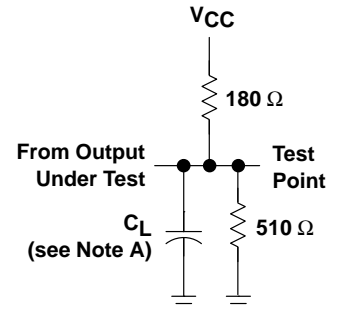 VCC
180 Ω
From Output
Under Test
Test
Point
CL
(see Note A)
510 Ω